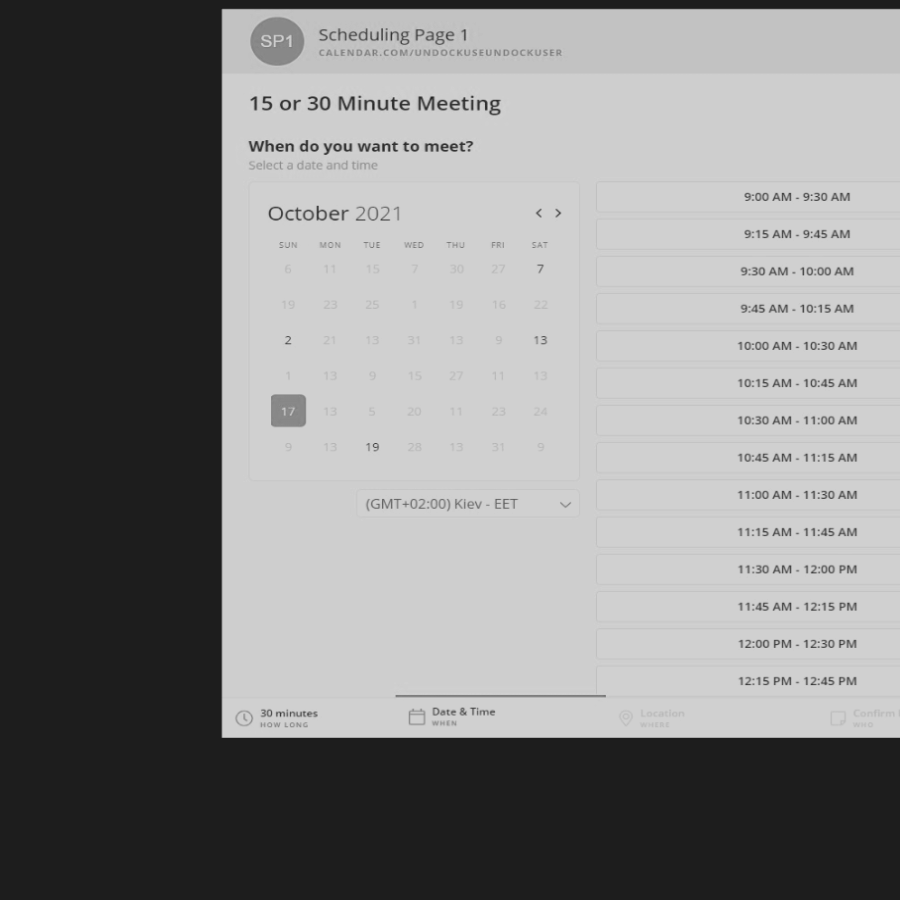 SP1
Scheduling Page 1
CALENDAR.COM/UNDOCKUSEUNDOCKUSER
15 or 30 Minute Meeting
When do you want to meet?
Select a date and time
October 2021
SUN MON TUE WED THU FRI SAT
6 11 15 7 30 27 7
19 23 25 1 19 16 22
2 21 13 31 13 9 13
1 13 9 15 27 11 13
17 13 5 20 11 23 24
9 13 19 28 13 31 9
(GMT+02:00) Kiev - EET
9:00 AM - 9:30 AM
9:15 AM - 9:45 AM
9:30 AM - 10:00 AM
9:45 AM - 10:15 AM
10:00 AM - 10:30 AM
10:15 AM - 10:45 AM
10:30 AM - 11:00 AM
10:45 AM - 11:15 AM
11:00 AM - 11:30 AM
11:15 AM - 11:45 AM
11:30 AM - 12:00 PM
11:45 AM - 12:15 PM
12:00 PM - 12:30 PM
12:15 PM - 12:45 PM
30 minutes
HOW LONG
Date & Time
WHEN
Location
WHERE
Confirm
WHO